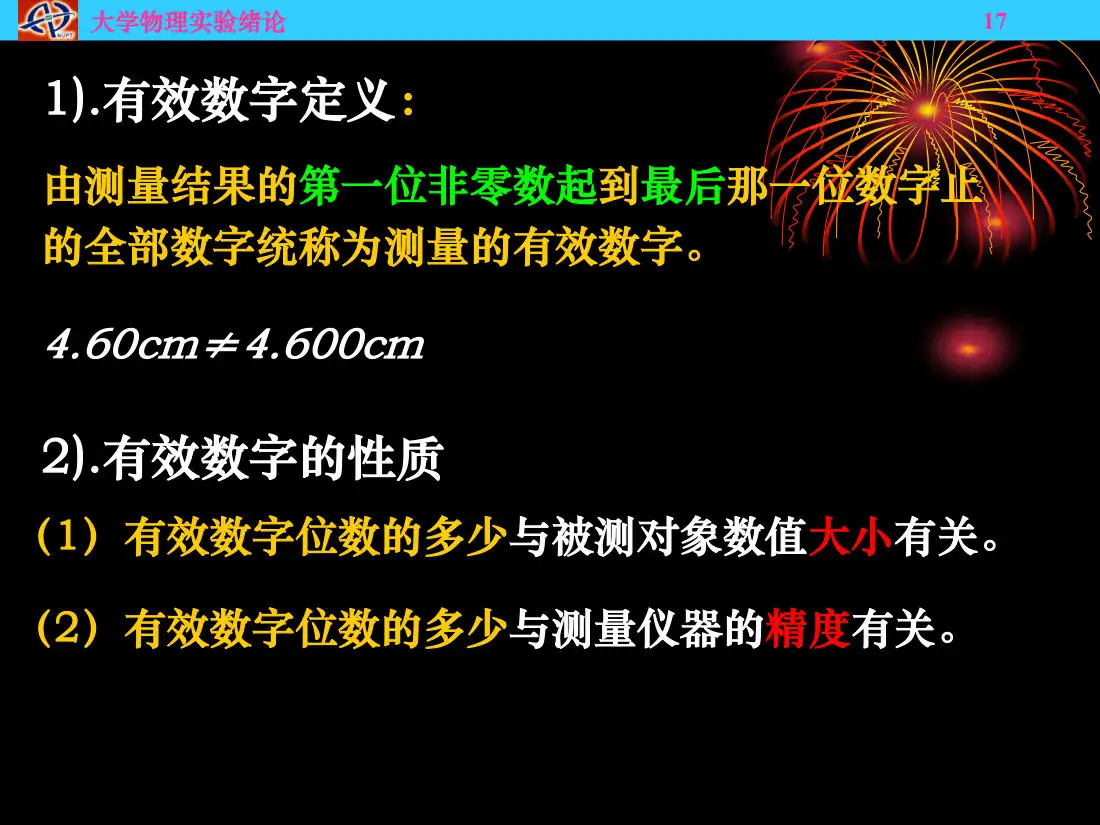 大学物理实验绪论
17
1).有效数字定义：
由测量结果的第一位非零数起到最后那一位数字止
的全部数字统称为测量的有效数字。
4.60cm≠4.600cm
2).有效数字的性质
（1）有效数字位数的多少与被测对象数值大小有关。
（2）有效数字位数的多少与测量仪器的精度有关。
NUPT